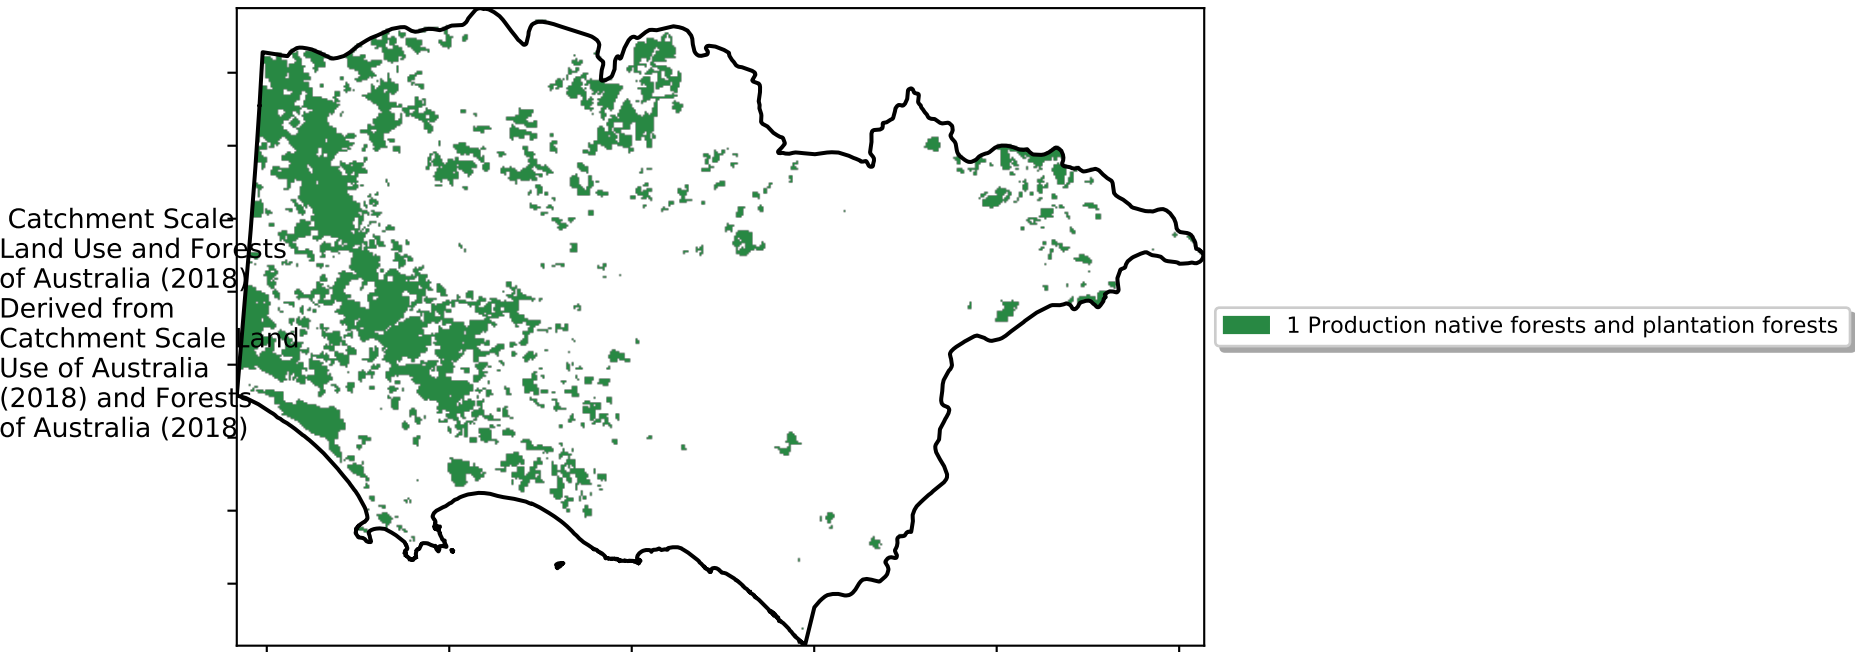 Catchment Scale
Land Use and Forests
of Australia (2018)
Derived from
Catchment Scale Land
Use of Australia
(2018) and Forests
of Australia (2018)
1 Production native forests and plantation forests